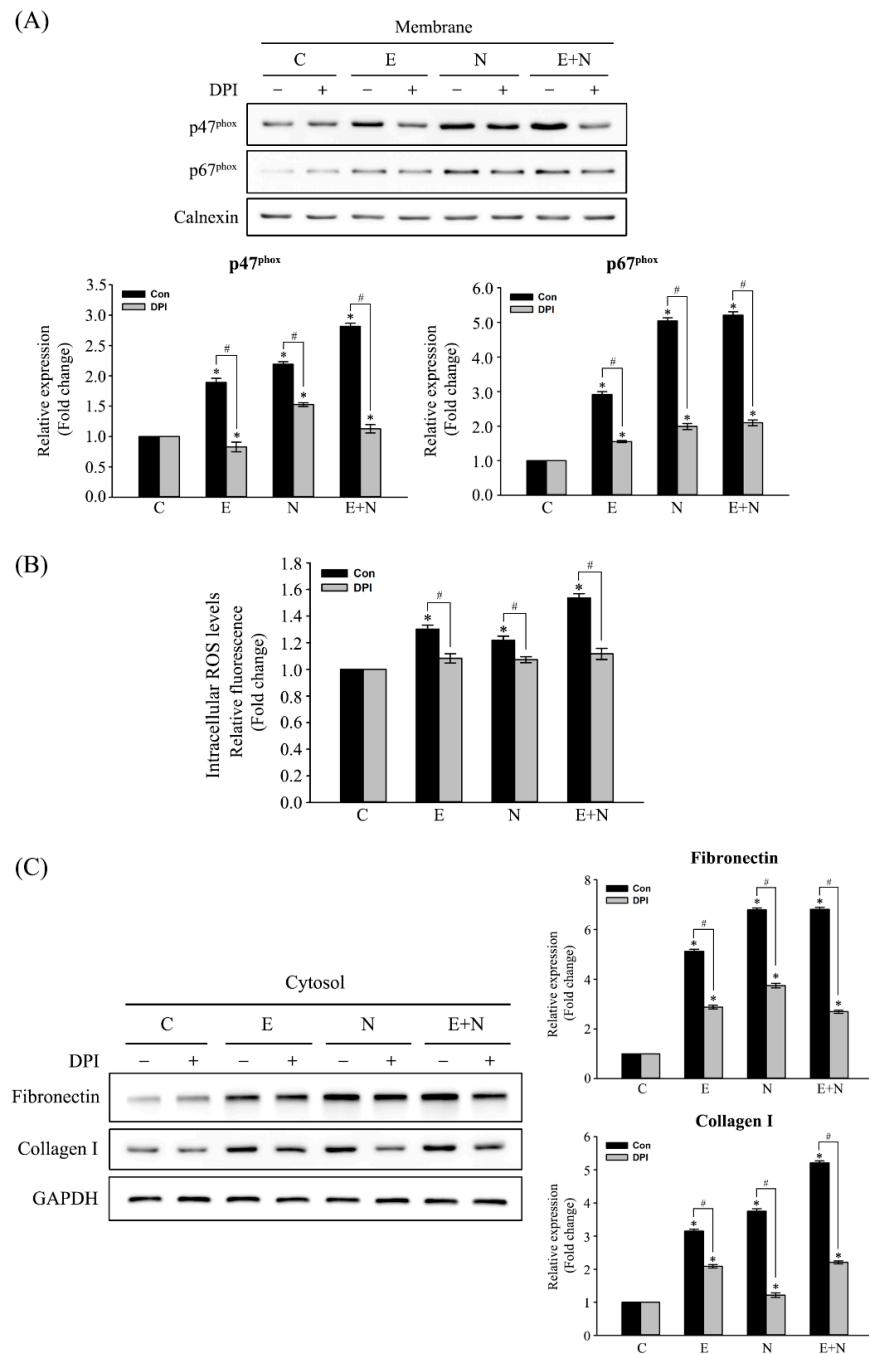 (A)
Membrane
C E N E+N
DPI − + − + − + − +
p47phox
p67phox
Calnexin
p47phox
Relative expression
(Fold change)
3.5
3.0
2.5
2.0
1.5
1.0
0.5
0.0
Con
DPI
* # * * # * * # *
C E N E+N
p67phox
Relative expression
(Fold change)
6.0
5.0
4.0
3.0
2.0
1.0
0.0
Con
DPI
* # * * # * * # *
C E N E+N
(B)
Intracellular ROS levels
Relative fluorescence
(Fold change)
1.8
1.6
1.4
1.2
1.0
0.8
0.6
0.4
0.2
0.0
Con
DPI
* # * # * #
C E N E+N
(C)
Cytosol
C E N E+N
DPI − + − + − + − +
Fibronectin
Collagen I
GAPDH
Fibronectin
Relative expression
(Fold change)
8
6
4
2
0
Con
DPI
* # * * # * * # *
C E N E+N
Collagen I
Relative expression
(Fold change)
6
5
4
3
2
1
0
Con
DPI
* # * * # * * # *
C E N E+N